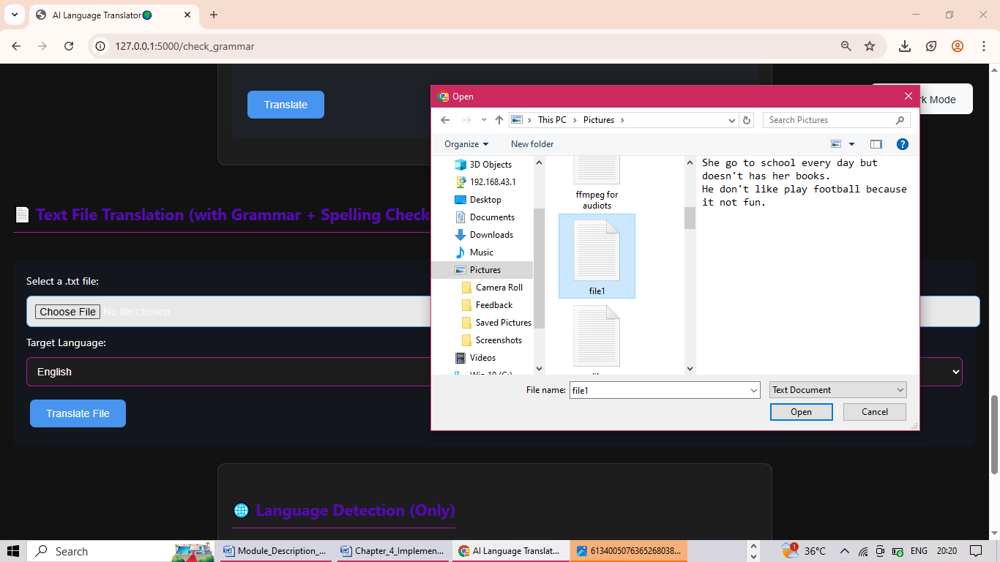 AI Language Translator
127.0.0.1:5000/check_grammar
Translate
rk Mode
Text File Translation (with Grammar + Spelling Check
Select a .txt file:
Choose File No file chosen
Target Language:
English
Translate File
Language Detection (Only)
Open
This PC > Pictures >
Search Pictures
Organize
New folder
3D Objects
192.168.43.1
Desktop
Documents
Downloads
Music
Pictures
Camera Roll
Feedback
Saved Pictures
Screenshots
Videos
ffmpeg for
audiots
file1
She go to school every day but
doesn't has her books.
He don't like play football because
it not fun.
File name: file1
Text Document
Open
Cancel
Search
Module_Description_...
Chapter_4_Implemen...
AI Language Translat...
6134005076365268038...
1
36°C
ENG
20:20